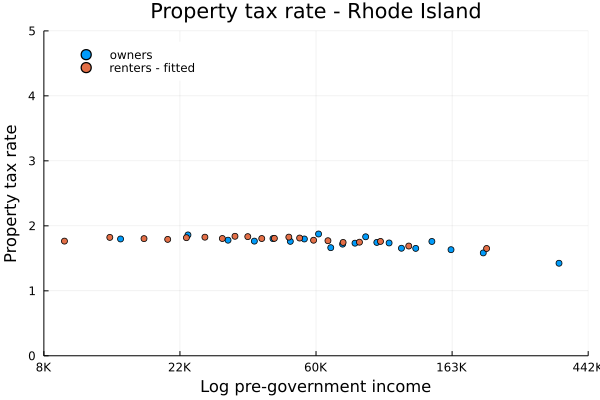 Property tax rate - Rhode Island
owners
renters - fitted
Property tax rate
5
4
3
2
1
0
8K 22K 60K 163K 442K
Log pre-government income